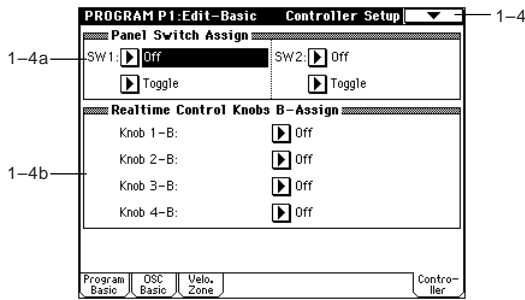 PROGRAM P1:Edit-Basic Controller Setup 1-4
Panel Switch Assign
1-4a SW1: Off SW2: Off
Toggle Toggle
Realtime Control Knobs B-Assign
Knob 1-B: Off
Knob 2-B: Off
1-4b
Knob 3-B: Off
Knob 4-B: Off
Program Basic OSC Basic Velo. Zone Contro-ller